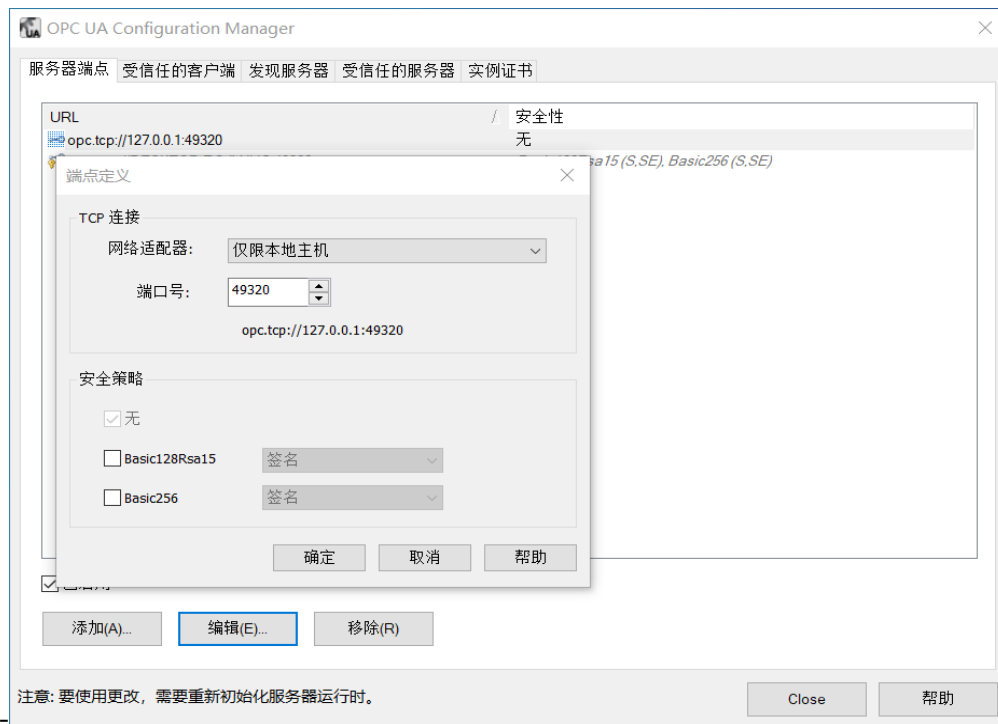 OPC UA Configuration Manager
服务器端点 受信任的客户端 发现服务器 受信任的服务器 实例证书
URL / 安全性
opc.tcp://127.0.0.1:49320 无
sa15 (S,SE), Basic256 (S,SE)
端点定义
TCP 连接
网络适配器: 仅限本地主机
端口号: 49320
opc.tcp://127.0.0.1:49320
安全策略
无
Basic128Rsa15 签名
Basic256 签名
确定 取消 帮助
添加(A)... 编辑(E)... 移除(R)
注意: 要使用更改，需要重新初始化服务器运行时。
Close 帮助